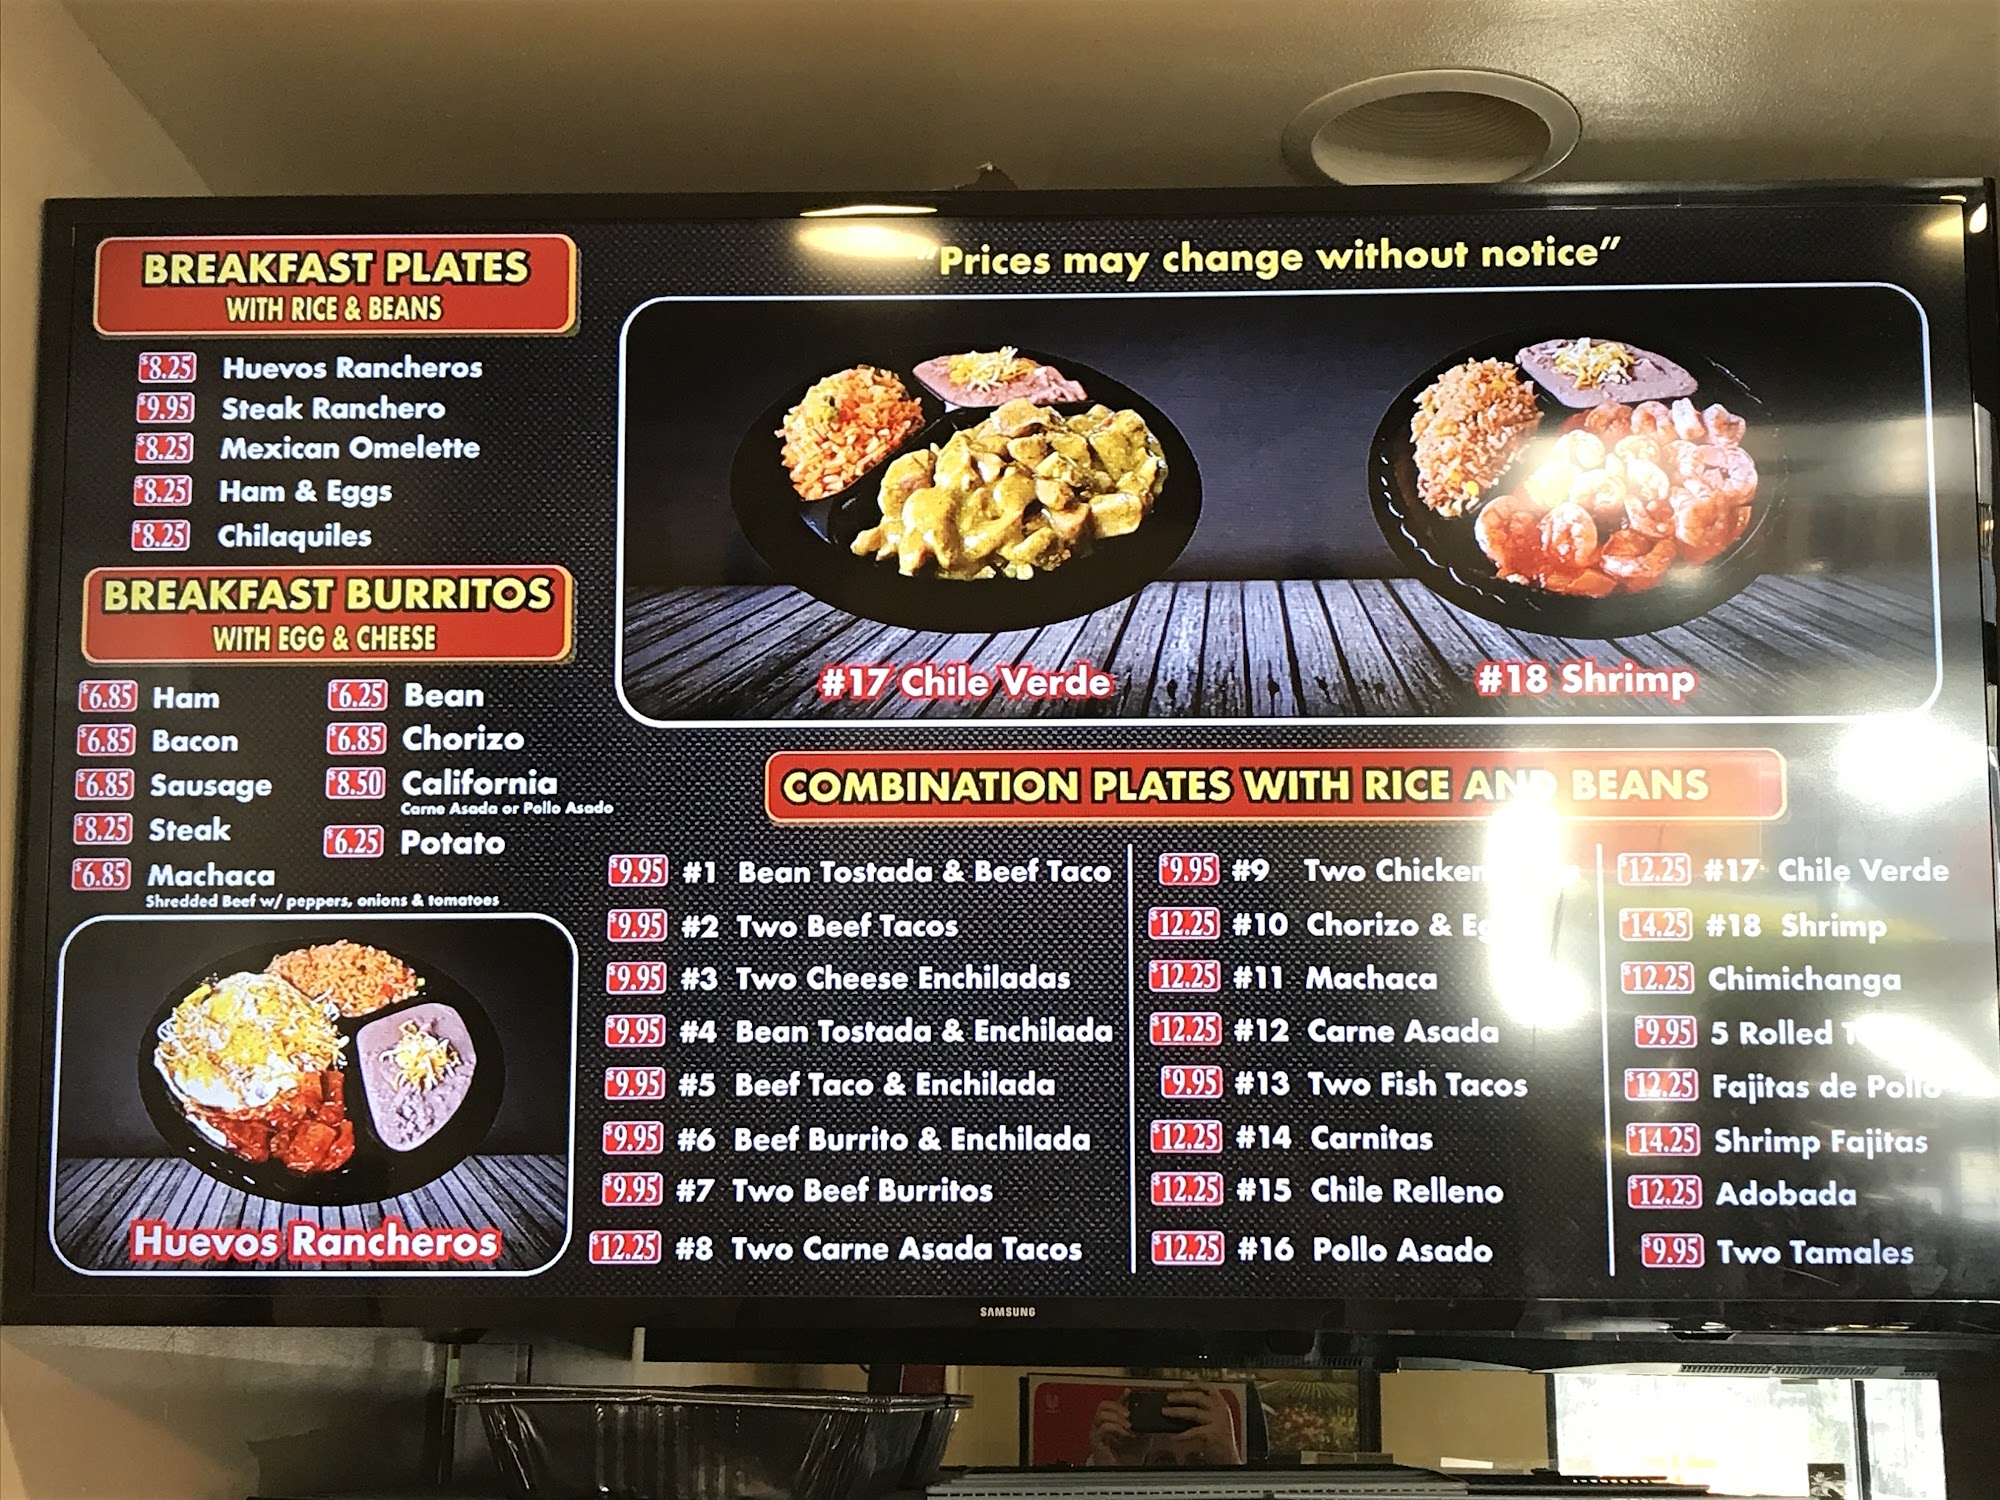 BREAKFAST PLATES
WITH RICE & BEANS
$8.25 Huevos Rancheros
$9.95 Steak Ranchero
$8.25 Mexican Omelette
$8.25 Ham & Eggs
$8.25 Chilaquiles
BREAKFAST BURRITOS
WITH EGG & CHEESE
$6.85 Ham
$6.85 Bacon
$6.85 Sausage
$8.25 Steak
$6.85 Machaca
Shredded Beef w/ peppers, onions & tomatoes
$6.25 Bean
$6.85 Chorizo
$8.50 California
Carne Asada or Pollo Asado
$6.25 Potato
Huevos Rancheros
"Prices may change without notice"
#17 Chile Verde
#18 Shrimp
COMBINATION PLATES WITH RICE AND BEANS
$9.95 #1 Bean Tostada & Beef Taco
$9.95 #2 Two Beef Tacos
$9.95 #3 Two Cheese Enchiladas
$9.95 #4 Bean Tostada & Enchilada
$9.95 #5 Beef Taco & Enchilada
$9.95 #6 Beef Burrito & Enchilada
$9.95 #7 Two Beef Burritos
$12.25 #8 Two Carne Asada Tacos
$9.95 #9 Two Chicken
$12.25 #10 Chorizo &
$12.25 #11 Machaca
$12.25 #12 Carne Asada
$9.95 #13 Two Fish Tacos
$12.25 #14 Carnitas
$12.25 #15 Chile Relleno
$12.25 #16 Pollo Asado
$12.25 #17 Chile Verde
$14.25 #18 Shrimp
$12.25 Chimichanga
$9.95 5 Rolled
$12.25 Fajitas de Pollo
$14.25 Shrimp Fajitas
$12.25 Adobada
$9.95 Two Tamales
SAMSUNG